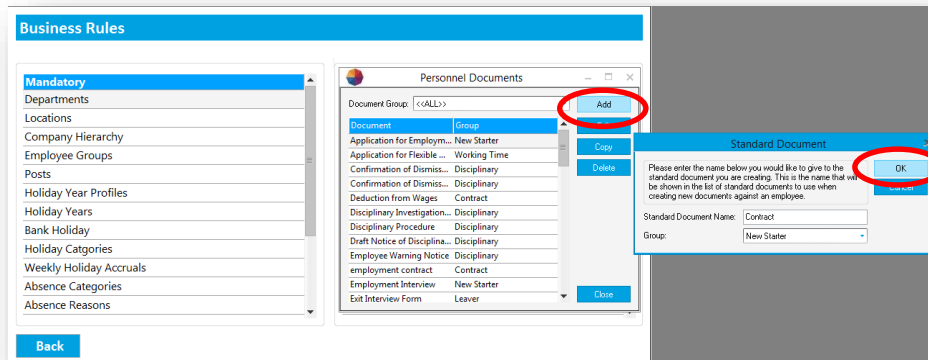 Business Rules
Mandatory
Departments
Locations
Company Hierarchy
Employee Groups
Posts
Holiday Year Profiles
Holiday Years
Bank Holiday
Holiday Catgories
Weekly Holiday Accruals
Absence Categories
Absence Reasons
Back
Personnel Documents
Document Group: <<ALL>>
Add
Document Group
Application for Employm... New Starter
Copy
Application for Flexible ... Working Time
Delete
Confirmation of Dismiss... Disciplinary
Confirmation of Dismiss... Disciplinary
Deduction from Wages Contract
Disciplinary Investigation... Disciplinary
Disciplinary Procedure Disciplinary
Draft Notice of Disciplina... Disciplinary
Employee Warning Notice Disciplinary
employment contract Contract
Employment Interview New Starter
Exit Interview Form Leaver
Close
Standard Document
Please enter the name below you would like to give to the
standard document you are creating. This is the name that will
be shown in the list of standard documents to use when
creating new documents against an employee.
OK
Cancel
Standard Document Name: Contract
Group: New Starter